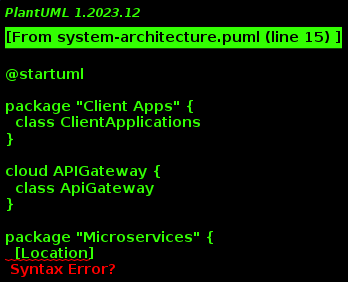 PlantUML 1.2023.12
[From system-architecture.puml (line 15) ]
@startuml
package "Client Apps" {
  class ClientApplications
}
cloud APIGateway {
  class ApiGateway
}
package "Microservices" {
  [Location]
Syntax Error?